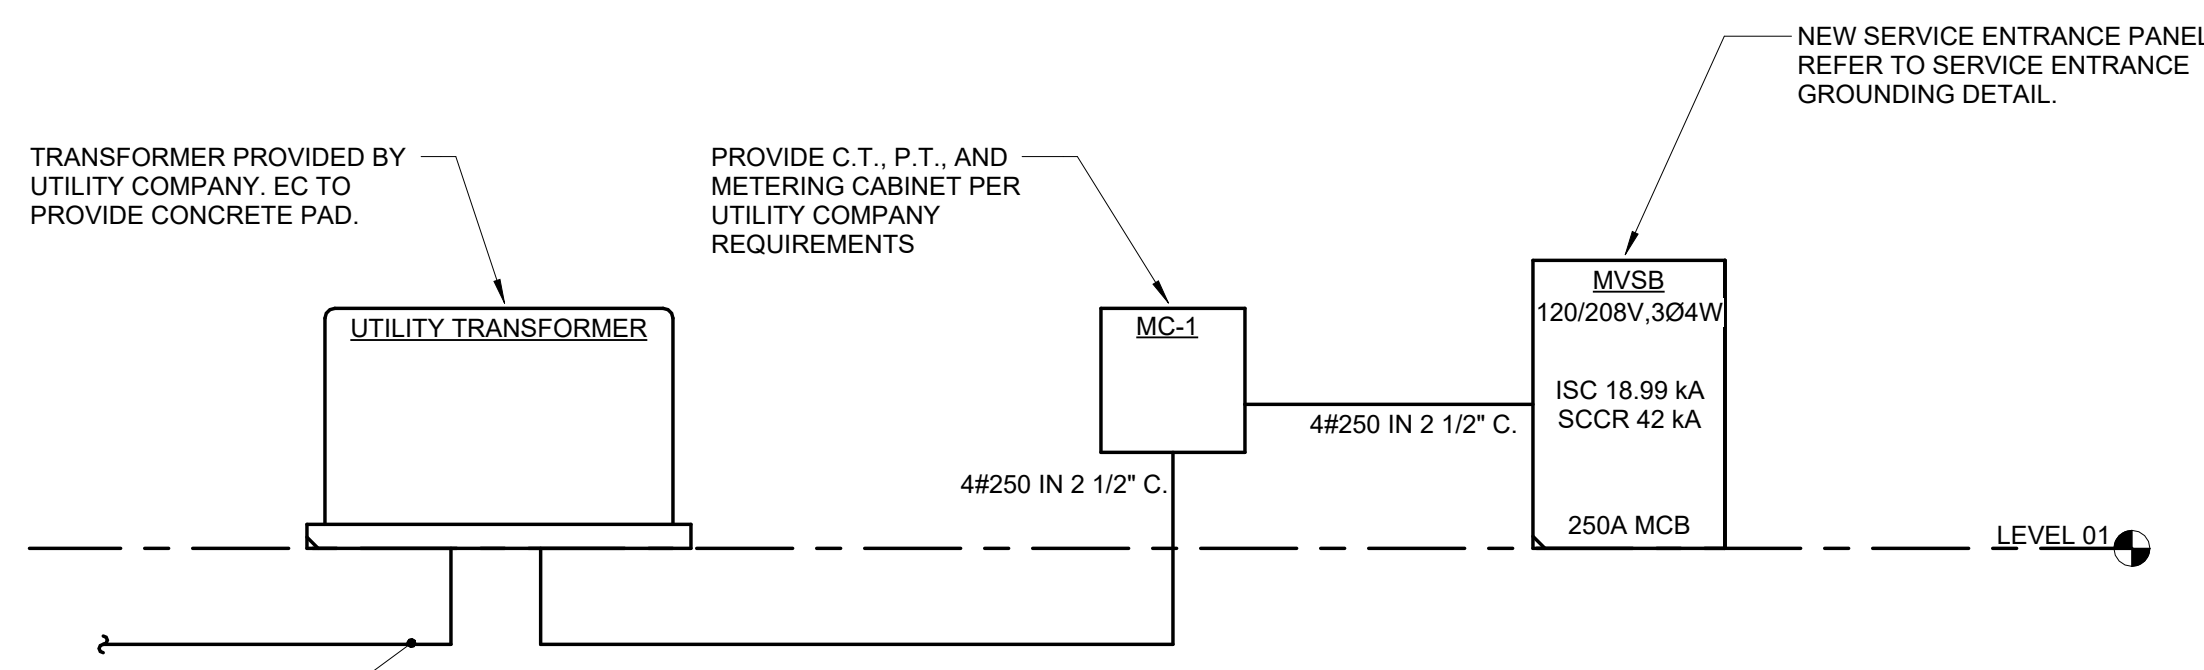 NEW SERVICE ENTRANCE PANEL
REFER TO SERVICE ENTRANCE
GROUNDING DETAIL.
TRANSFORMER PROVIDED BY
UTILITY COMPANY. EC TO
PROVIDE CONCRETE PAD.
PROVIDE C.T., P.T., AND
METERING CABINET PER
UTILITY COMPANY
REQUIREMENTS
UTILITY TRANSFORMER
MC-1
MVSB
120/208V,3Ø4W
ISC 18.99 kA
SCCR 42 kA
250A MCB
4#250 IN 2 1/2" C.
4#250 IN 2 1/2" C.
LEVEL 01